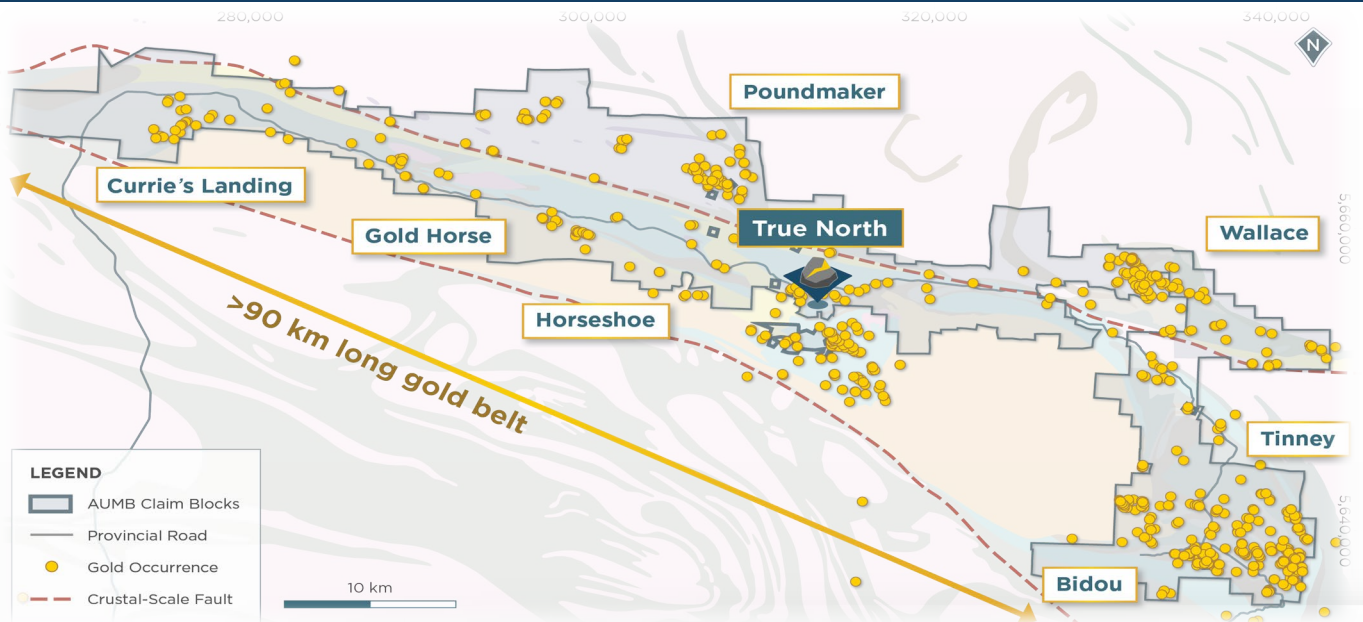 280,000
300,000
320,000
340,000
N
Poundmaker
5,660,000
Currie's Landing
True North
Wallace
Gold Horse
Horseshoe
>90 km long gold belt
Tinney
LEGEND
AUMB Claim Blocks
Provincial Road
Gold Occurrence
Crustal-Scale Fault
10 km
5,640,000
Bidou